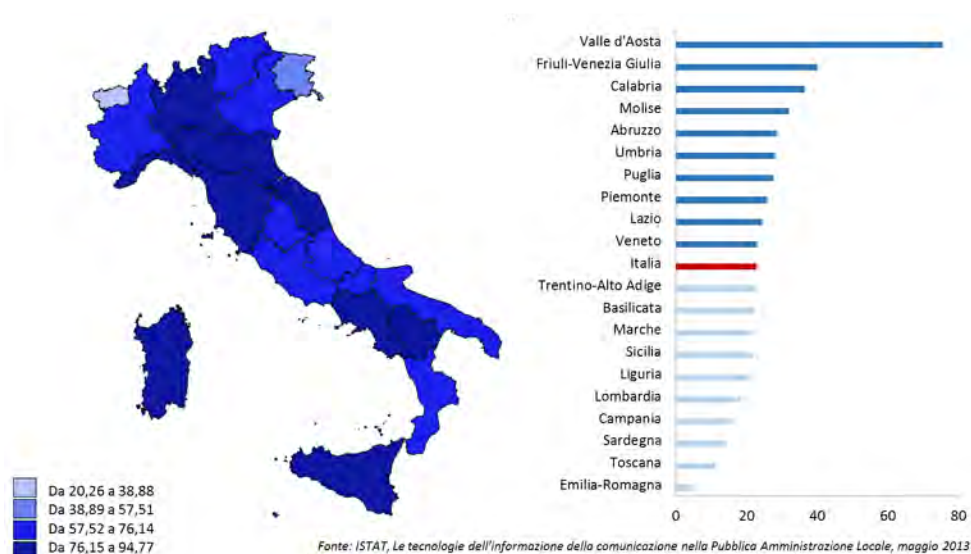 Valle d'Aosta
Friuli-Venezia Giulia
Calabria
Molise
Abruzzo
Umbria
Puglia
Piemonte
Lazio
Veneto
Italia
Trentino-Alto Adige
Basilicata
Marche
Sicilia
Liguria
Lombardia
Campania
Sardegna
Toscana
Emilia-Romagna
0 20 40 60 80
Da 20,26 a 38,88
Da 38,89 a 57,51
Da 57,52 a 76,14
Da 76,15 a 94,77
Fonte: ISTAT, Le tecnologie dell'informazione della comunicazione nella Pubblica Amministrazione Locale, maggio 2013